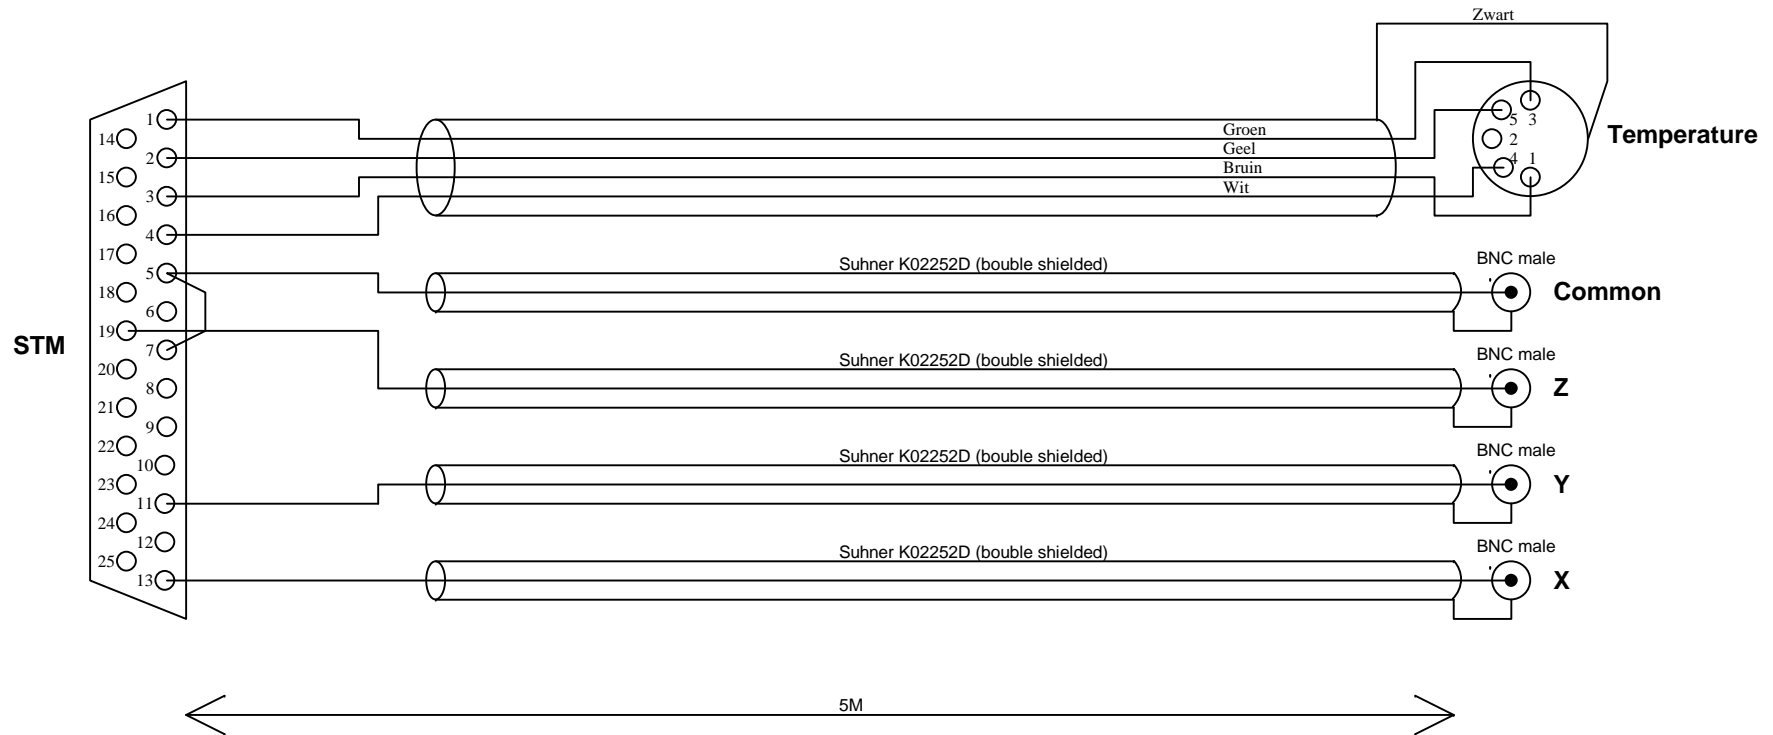 Zwart
1
14
2
15
3
16
4
17
5
18
6
19
7
20
8
21
9
22
10
23
11
24
12
25
13
STM
Groen
Geel
Bruin
Wit
5 3
2
4 1
Temperature
Suhner K02252D (bouble shielded)
BNC male
Common
Suhner K02252D (bouble shielded)
BNC male
Z
Suhner K02252D (bouble shielded)
BNC male
Y
Suhner K02252D (bouble shielded)
BNC male
X
5M